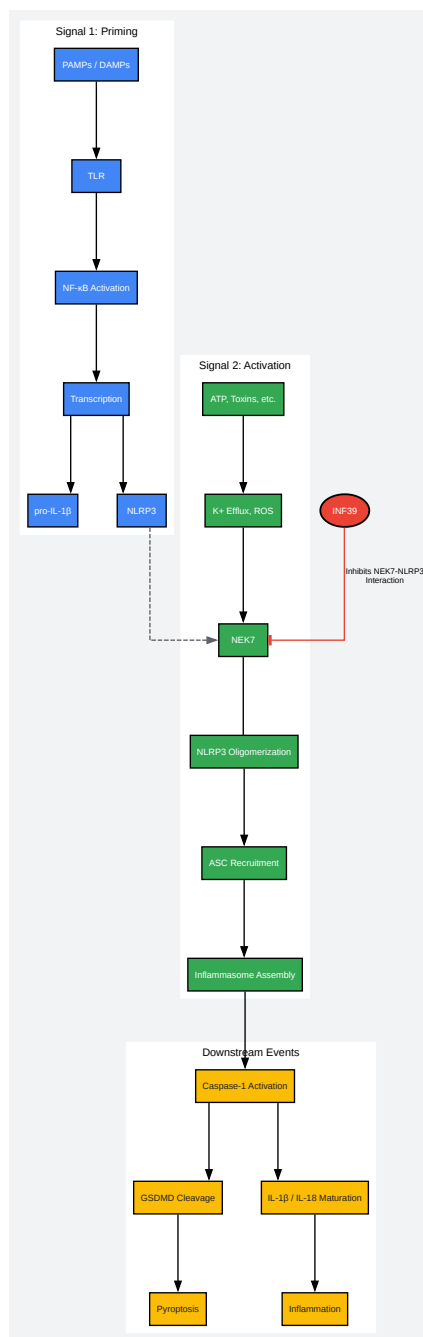 Signal 1: Priming
PAMPs / DAMPs
TLR
NF-κB Activation
Transcription
pro-IL-1β
NLRP3
Signal 2: Activation
ATP, Toxins, etc.
K+ Efflux, ROS
INF39
Inhibits NEK7-NLRP3
Interaction
NEK7
NLRP3 Oligomerization
ASC Recruitment
Inflammasome Assembly
Downstream Events
Caspase-1 Activation
GSDMD Cleavage
IL-1β / IL-18 Maturation
Pyroptosis
Inflammation